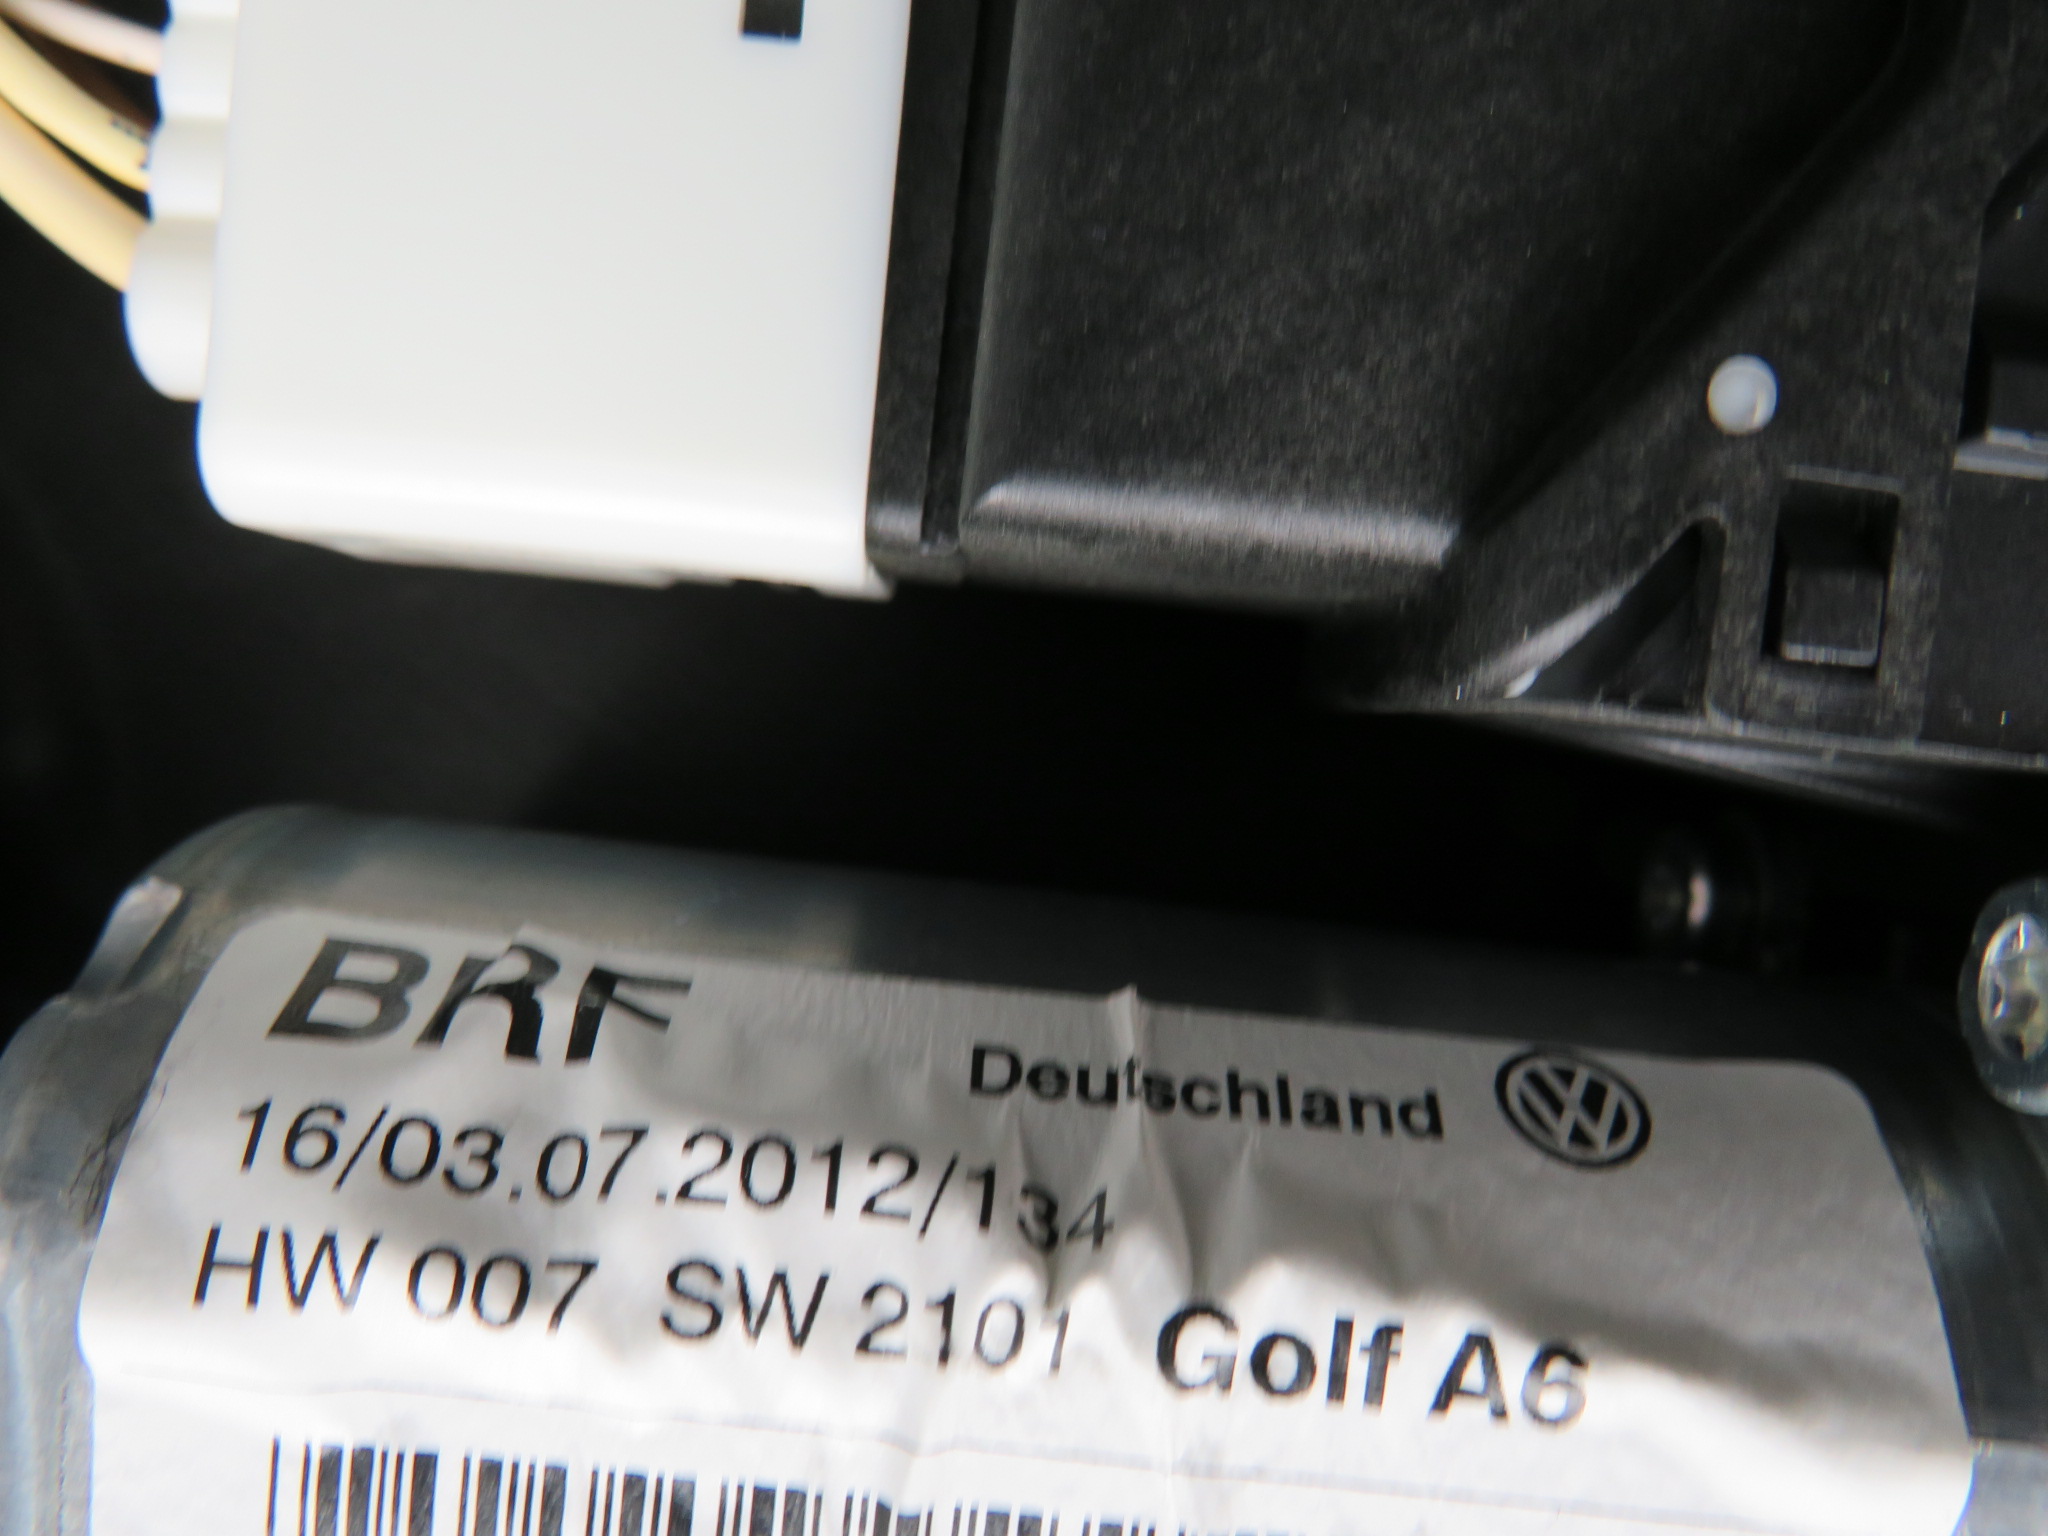 BRF
Deutschland
16/03.07.2012/134
HW 007 SW 2101 Golf A6